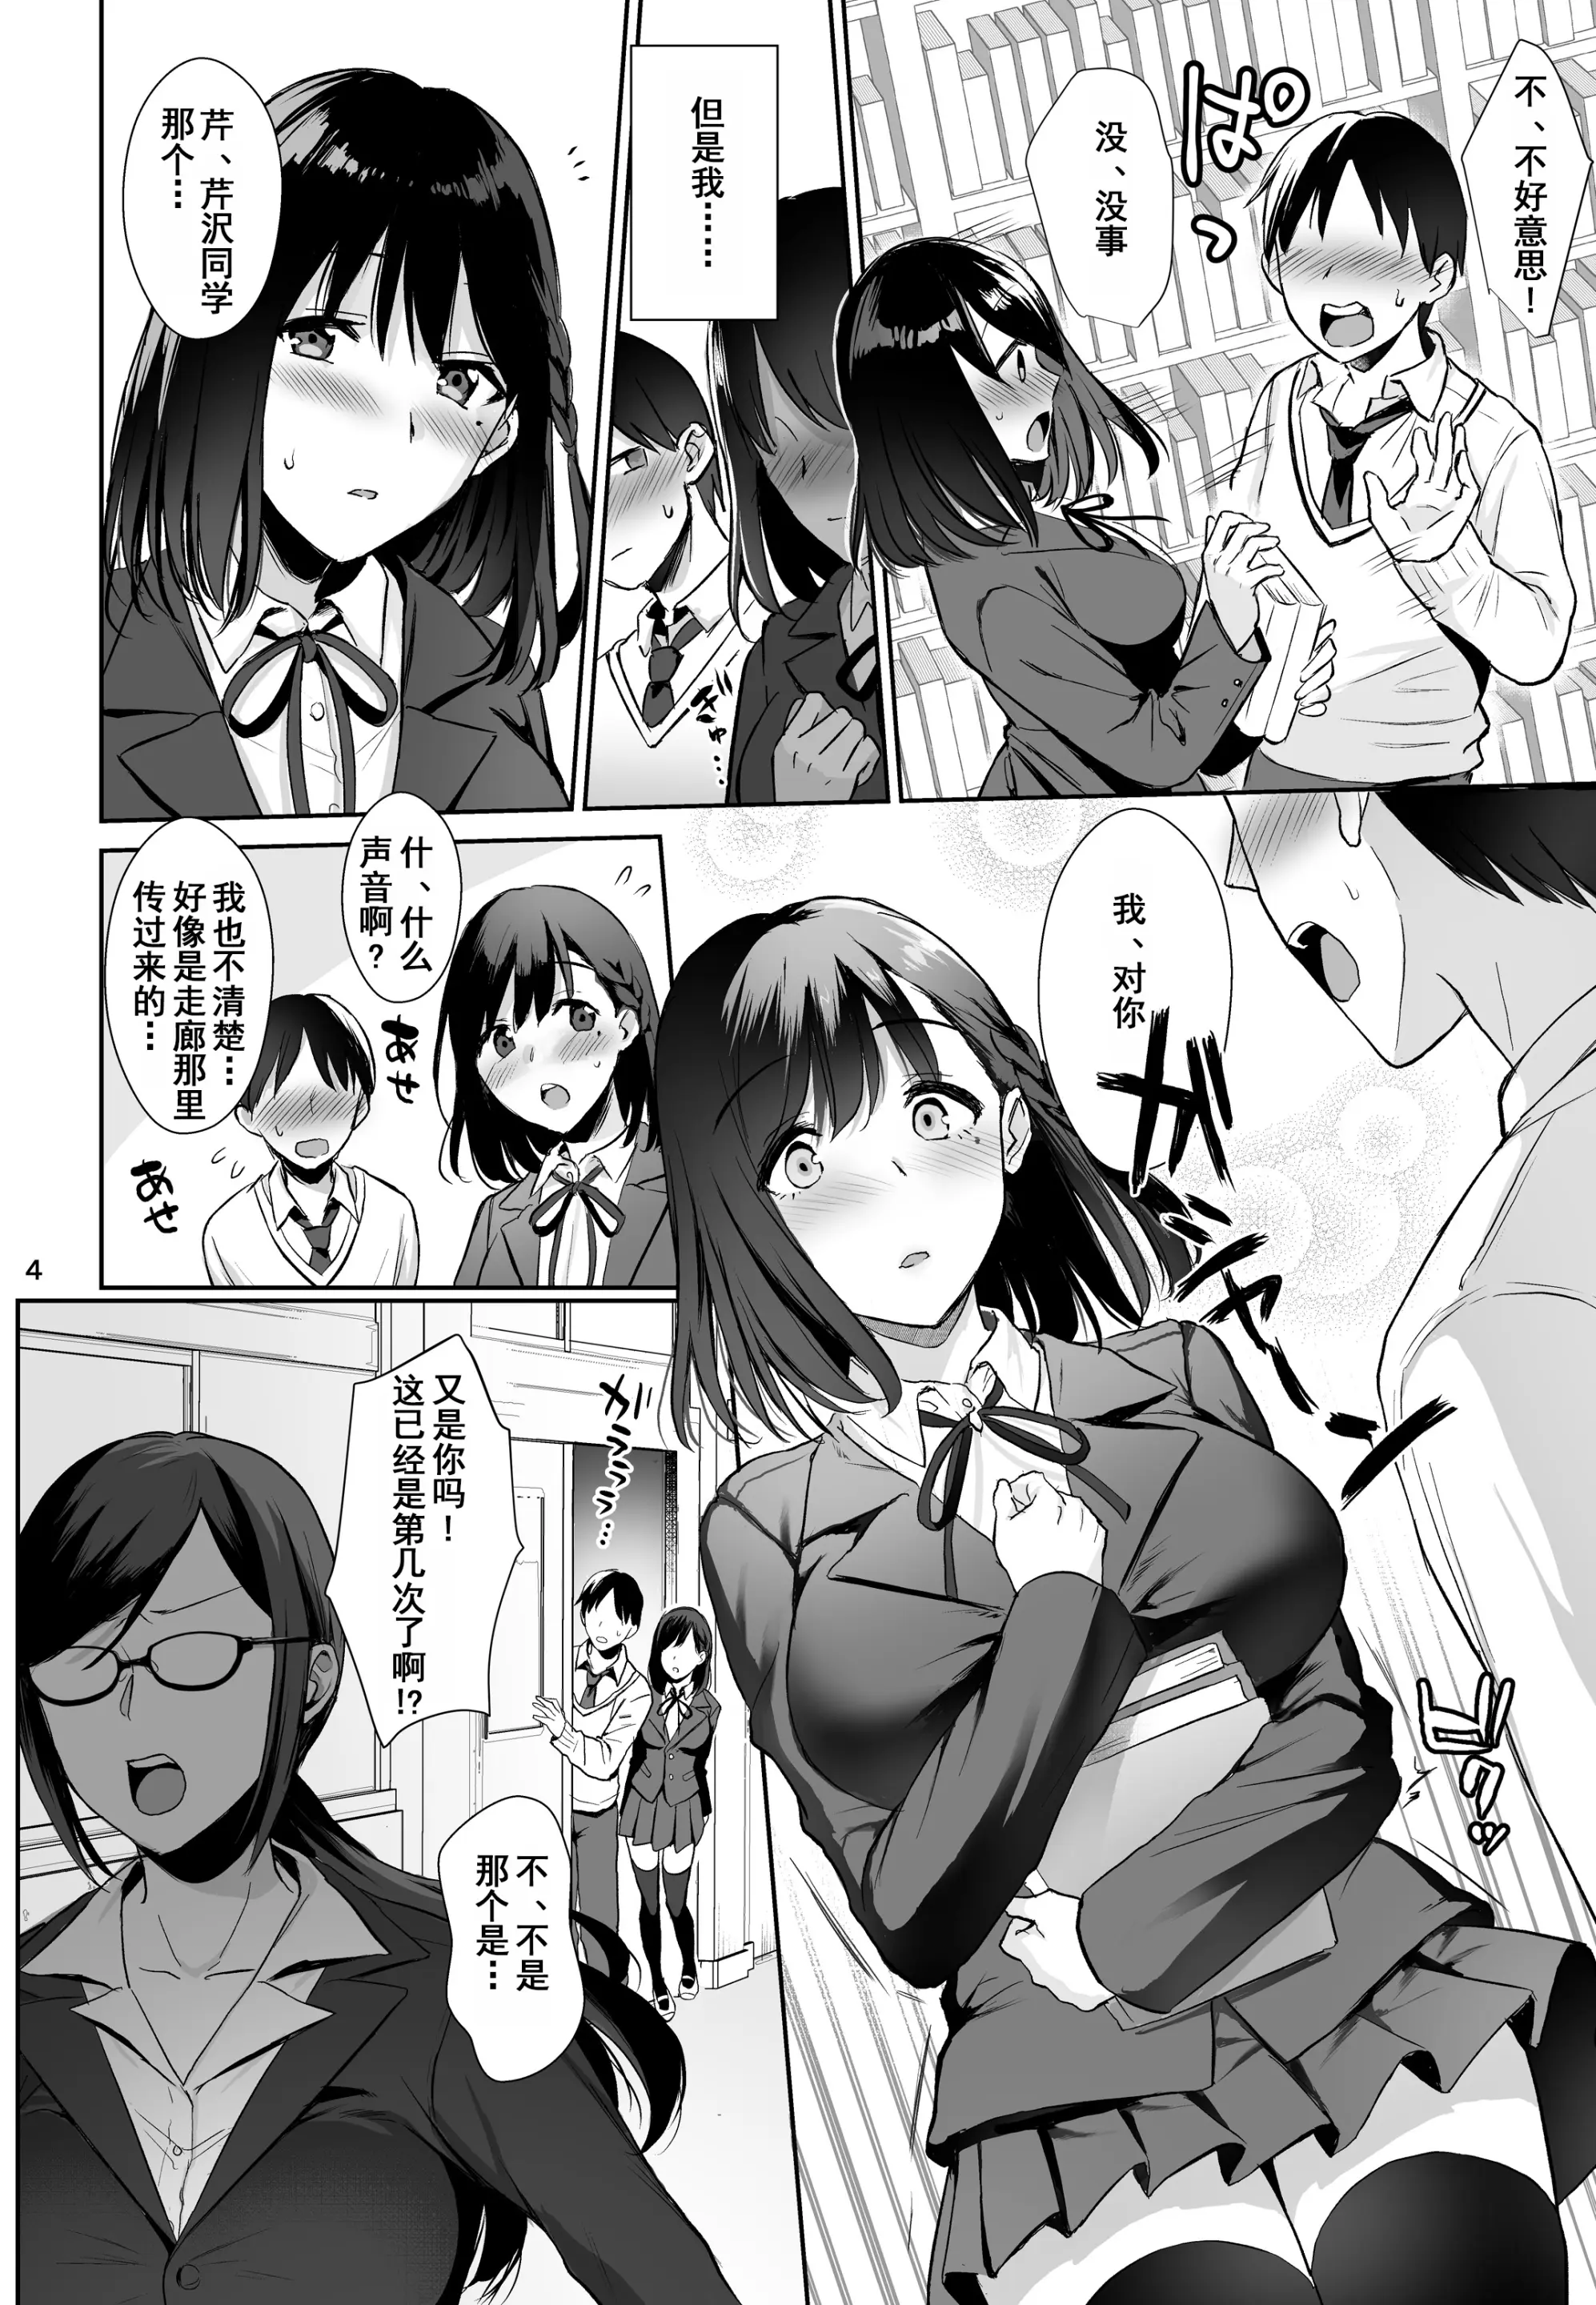 不、不好意思！
ぱっ
没、没事
但是我……
ぎゅ…
芹、芹沢同学
那个…
我、对你
ガガターーン
ビクッ
什、什么
声音啊？
あせ
我也不清楚…
好像是走廊那里
传过来的…
あせ
又是你吗！
这已经是第几次了啊!?
ガララララ…
不、不是
那个是…
4